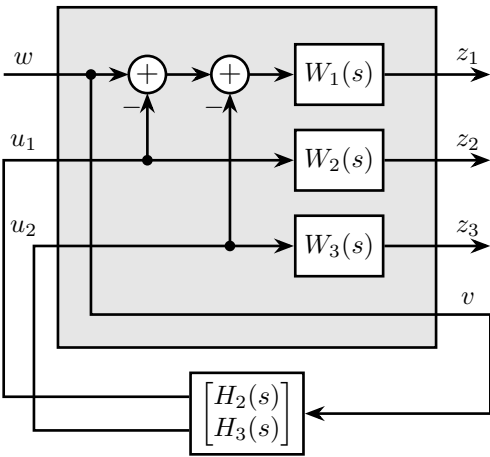 w
+
+
W₁(s)
z₁
−
−
u₁
W₂(s)
z₂
u₂
W₃(s)
z₃
v
[H₂(s)
H₃(s)]